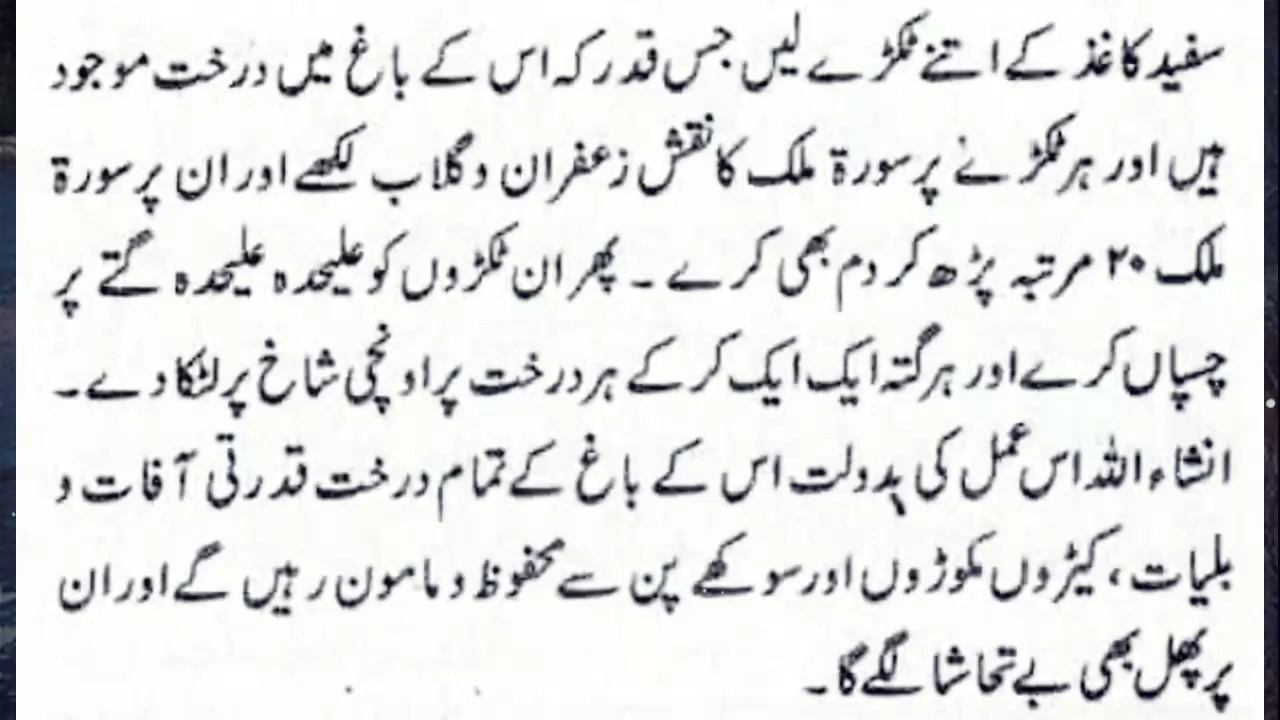 سفید کاغذ کے اتنے ٹکڑے لیں جس قدر کہ اس کے باغ میں درخت موجود
ہیں اور ہر ٹکڑنے پر سورۃ ملک کا نقش زعفران و گلاب لکھے اور ان پر سورۃ
ملک ۲۰ مرتبہ پڑھ کر دم بھی کرے ۔ پھر ان ٹکڑوں کو علیحدہ علیحدہ گتے پر
چسپاں کرے اور ہر گتہ ایک ایک کر کے ہر درخت پر اونچی شاخ پر لٹکا دے ۔
انشاء اللہ اس عمل کی بدولت اس کے باغ کے تمام درخت قدرتی آفات و
بلیات ، کیڑوں مکوڑوں اور سوکھے پن سے محفوظ و مامون رہیں گے اور ان
پر پھل بھی بے تحاشا لگے گا ۔